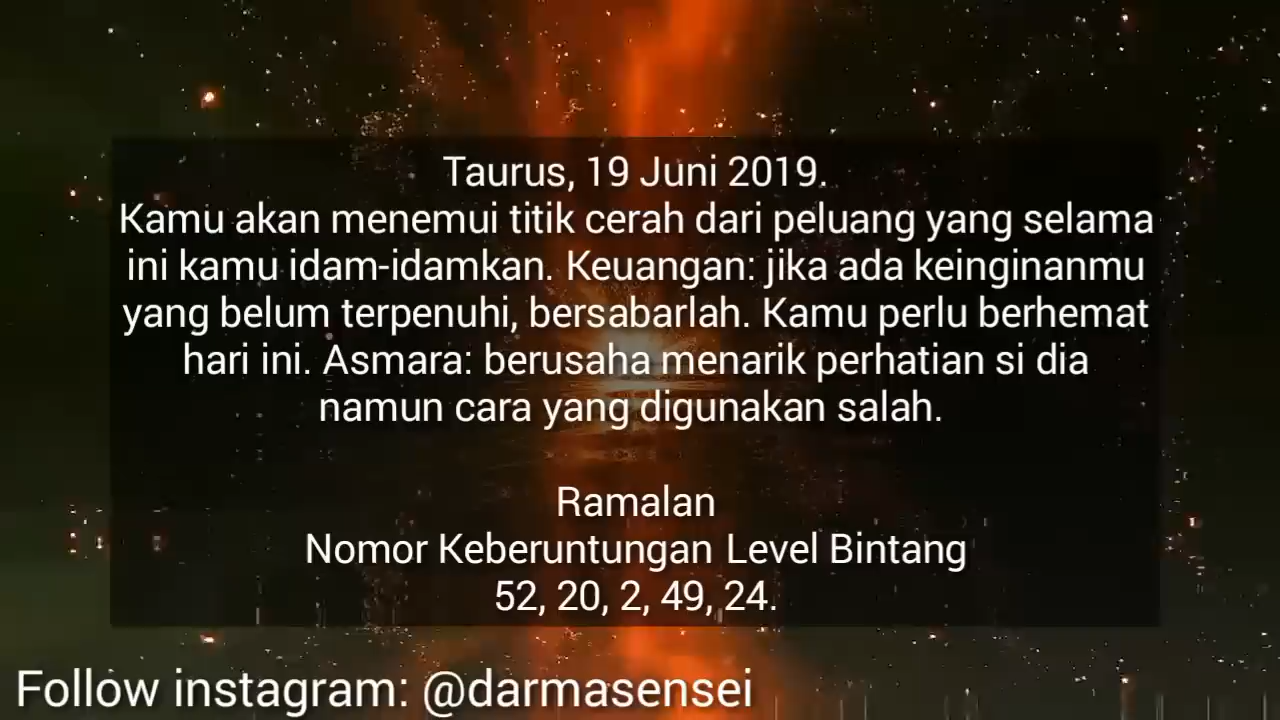 Taurus, 19 Juni 2019.
Kamu akan menemui titik cerah dari peluang yang selama
ini kamu idam-idamkan. Keuangan: jika ada keinginanmu
yang belum terpenuhi, bersabarlah. Kamu perlu berhemat
hari ini. Asmara: berusaha menarik perhatian si dia
namun cara yang digunakan salah.
Ramalan
Nomor Keberuntungan Level Bintang
52, 20, 2, 49, 24.
Follow instagram: @darmasensei